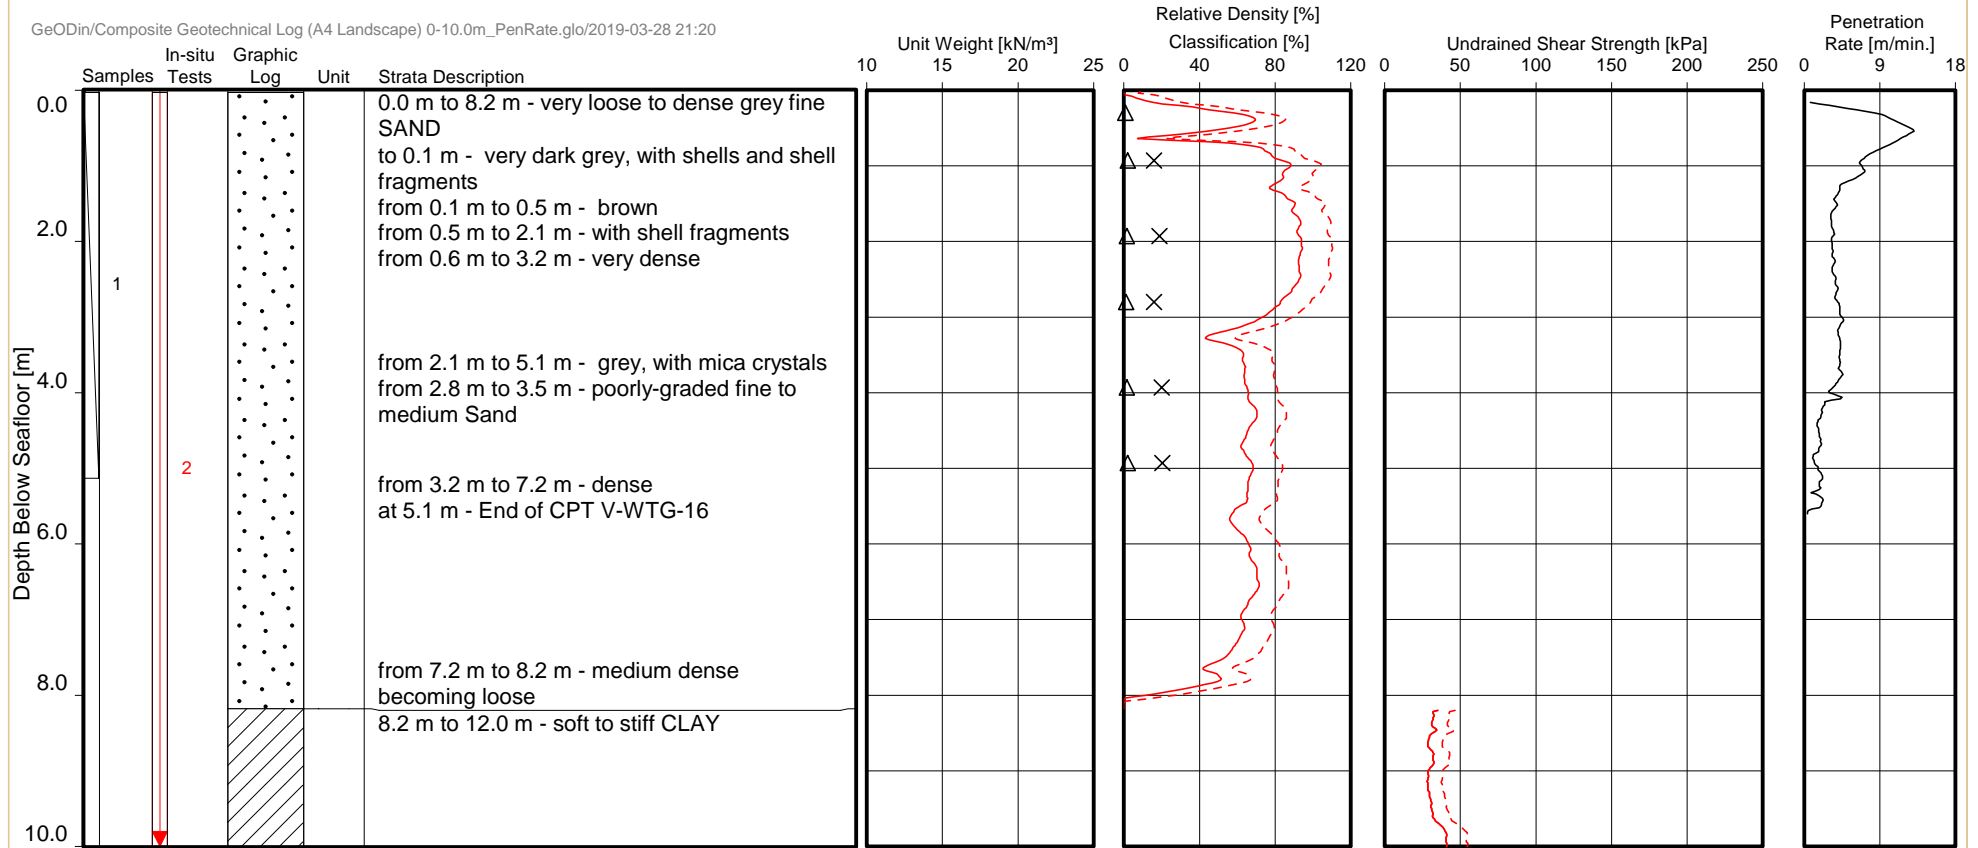 GeODin/Composite Geotechnical Log (A4 Landscape) 0-10.0m_PenRate.glo/2019-03-28 21:20
Samples
In-situ
Tests
Graphic
Log
Unit
Strata Description
Unit Weight [kN/m³]
10 15 20 25
Relative Density [%]
Classification [%]
0 40 80 120
Undrained Shear Strength [kPa]
0 50 100 150 200 250
Penetration
Rate [m/min.]
0 9 18
Depth Below Seafloor [m]
0.0
2.0
4.0
6.0
8.0
10.0
1
2
0.0 m to 8.2 m - very loose to dense grey fine
SAND
to 0.1 m - very dark grey, with shells and shell
fragments
from 0.1 m to 0.5 m - brown
from 0.5 m to 2.1 m - with shell fragments
from 0.6 m to 3.2 m - very dense
from 2.1 m to 5.1 m - grey, with mica crystals
from 2.8 m to 3.5 m - poorly-graded fine to
medium Sand
from 3.2 m to 7.2 m - dense
at 5.1 m - End of CPT V-WTG-16
from 7.2 m to 8.2 m - medium dense
becoming loose
8.2 m to 12.0 m - soft to stiff CLAY